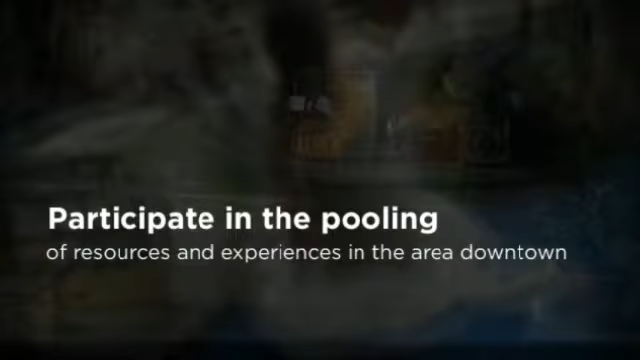 Participate in the pooling
of resources and experiences in the area downtown